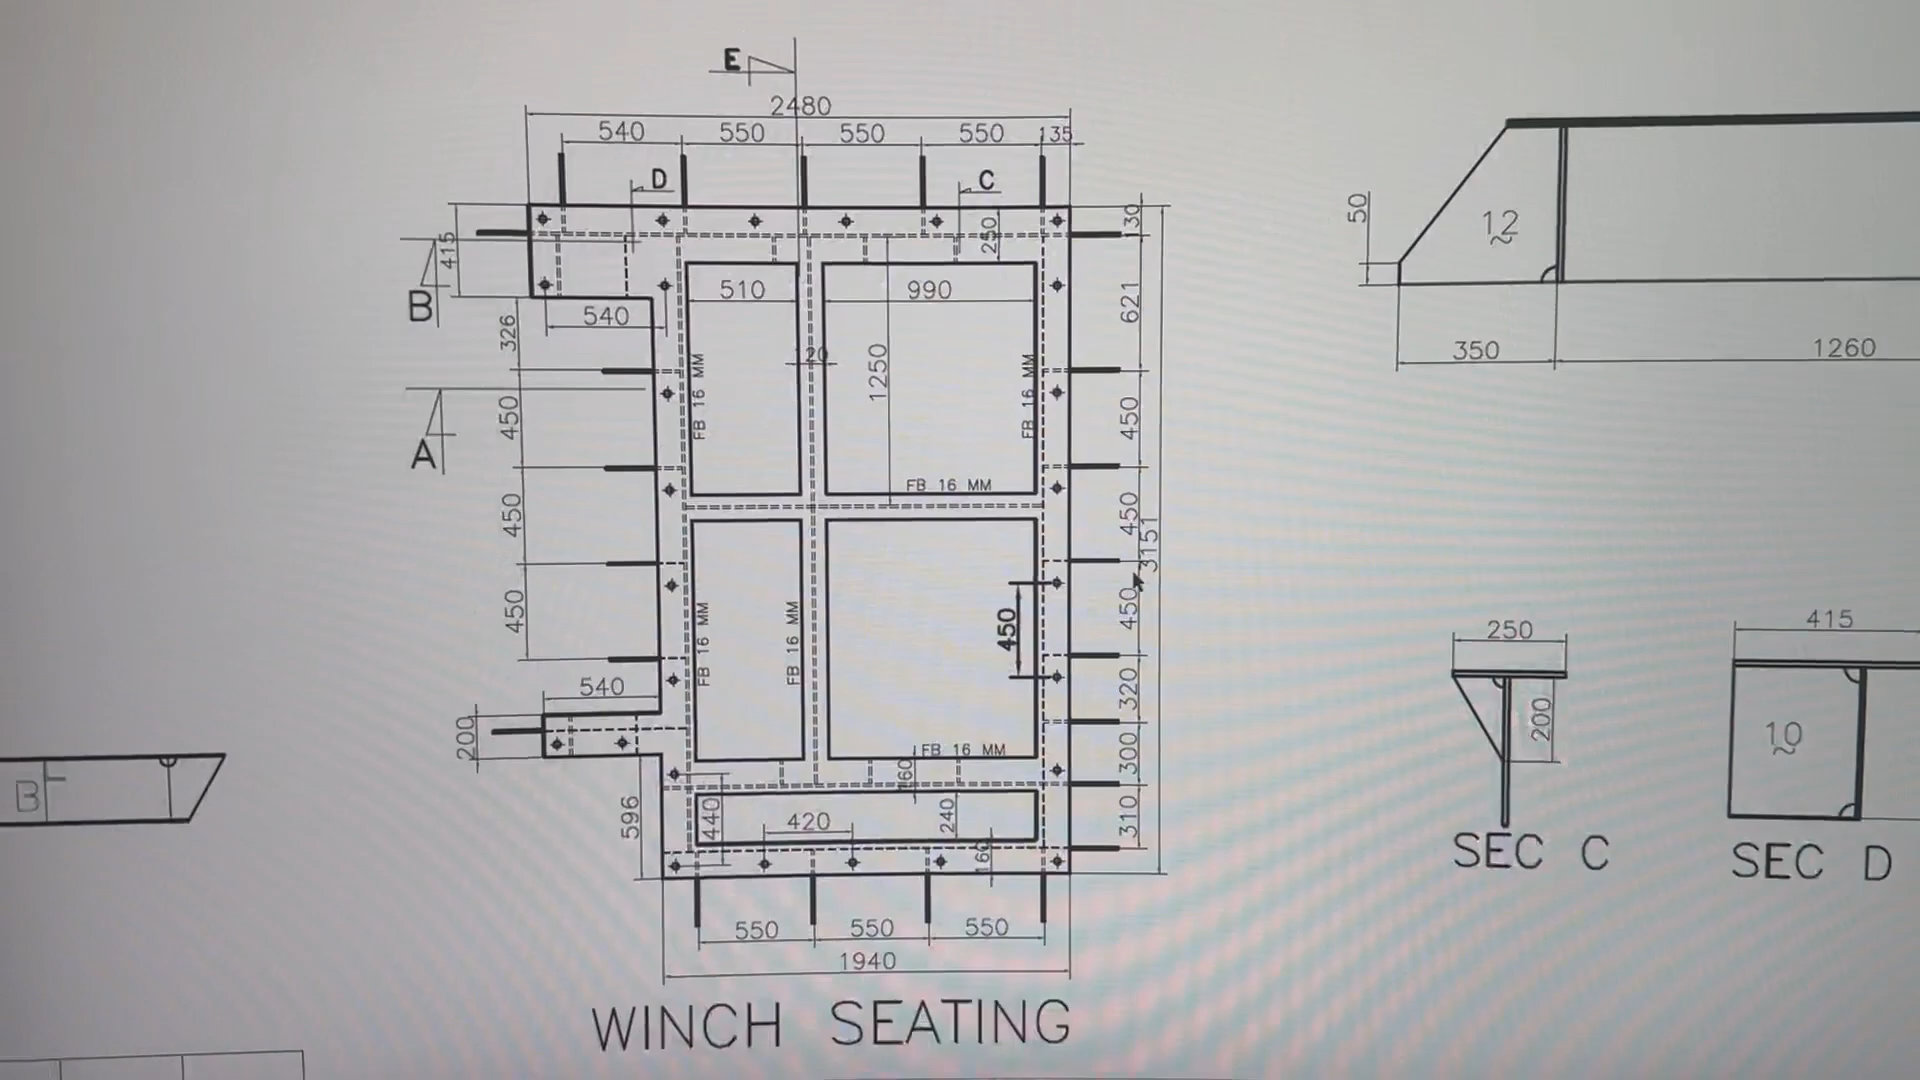 E
2480
540 550 550 550 135
D C
415 250 130
B 510 990 621
540
326 120 1250
FB 16 MM FB 16 MM
A 450 450
FB 16 MM
450 450
3151
450 450
450
FB 16 MM FB 16 MM
540 320
200 FB 16 MM 300
160
596 440 420 240 310
160
550 550 550
1940
WINCH SEATING
50 12
350 1260
250
200
SEC C
415
10
SEC D
B